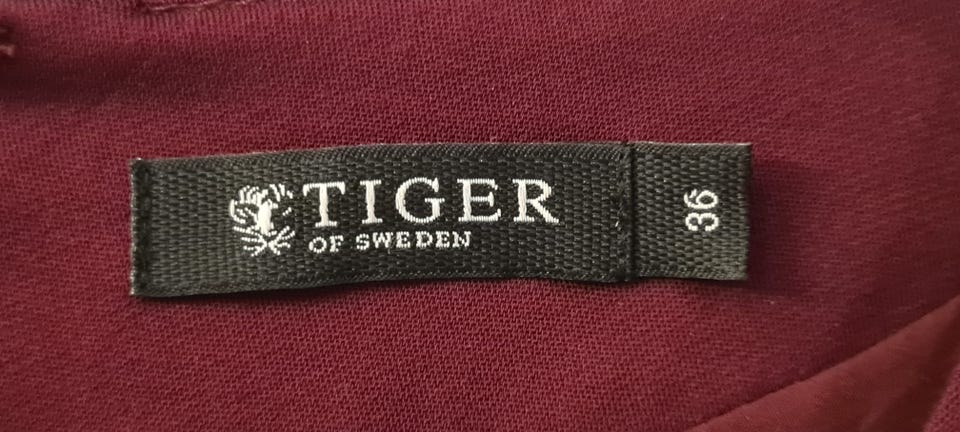 TIGER
OF SWEDEN
36